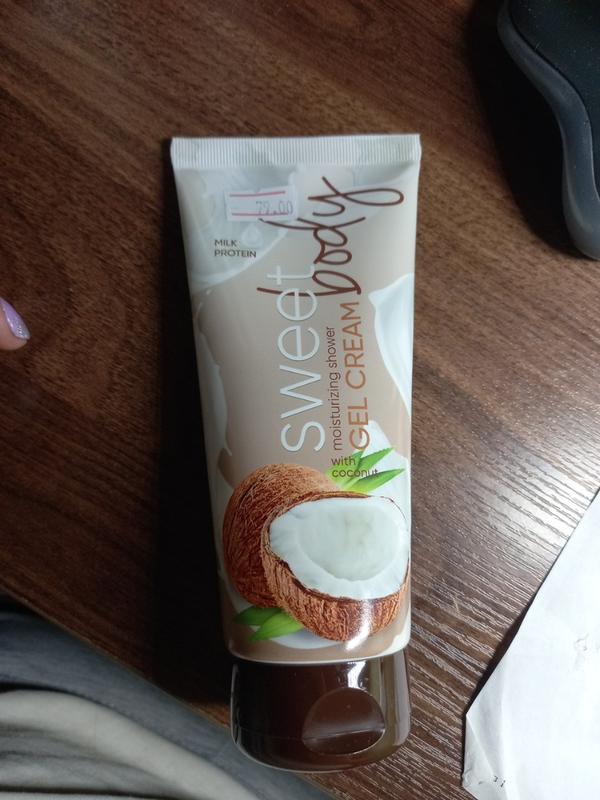 79.00
MILK
PROTEIN
sweet
body
moisturizing shower
GEL CREAM
with
coconut